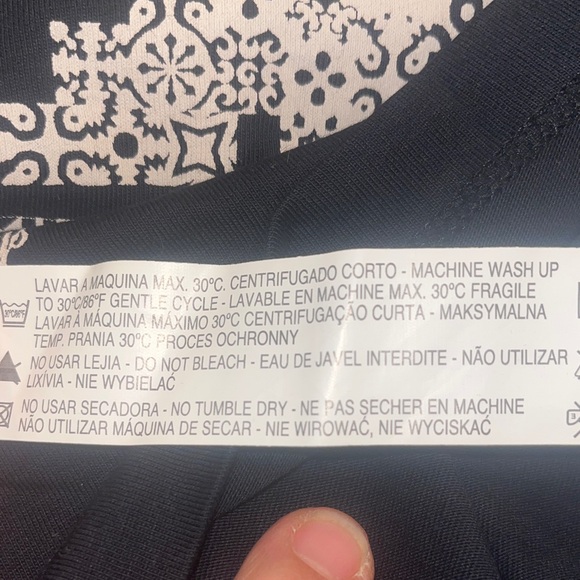 LAVAR A MAQUINA MAX. 30ºC. CENTRIFUGADO CORTO - MACHINE WASH UP
TO 30ºC/86ºF GENTLE CYCLE - LAVABLE EN MACHINE MAX. 30ºC FRAGILE
LAVAR À MÁQUINA MÁXIMO 30ºC CENTRIFUGAÇÃO CURTA - MAKSYMALNA
TEMP. PRANIA 30ºC PROCES OCHRONNY
NO USAR LEJIA - DO NOT BLEACH - EAU DE JAVEL INTERDITE - NÃO UTILIZAR
LIXÍVIA - NIE WYBIELAĆ
NO USAR SECADORA - NO TUMBLE DRY - NE PAS SECHER EN MACHINE
NÃO UTILIZAR MÁQUINA DE SECAR - NIE WIROWAĆ, NIE WYCISKAĆ